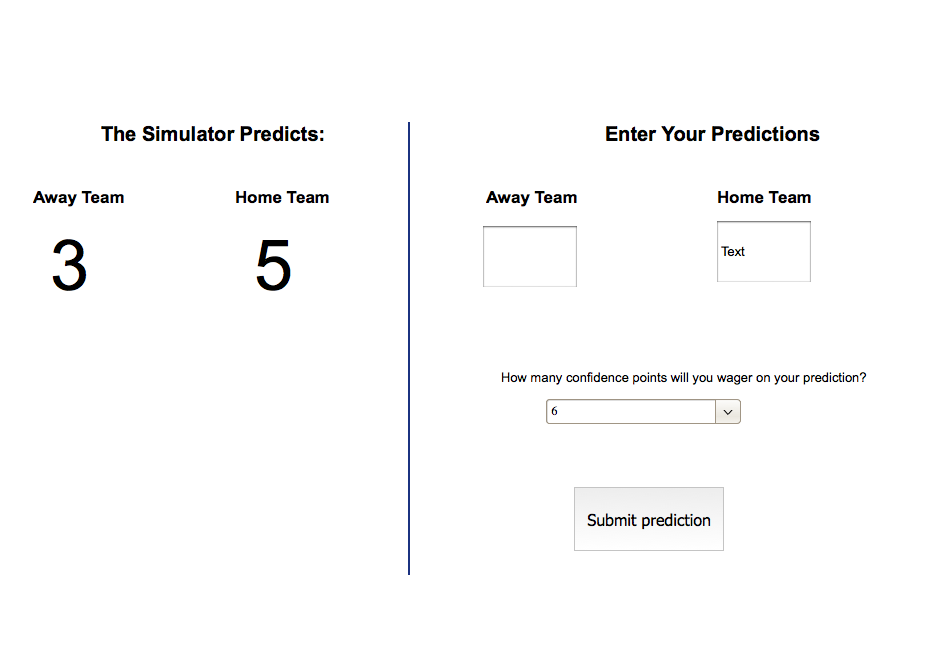 The Simulator Predicts:
Away Team
Home Team
3
5
Enter Your Predictions
Away Team
Home Team
Text
How many confidence points will you wager on your prediction?
6
Submit prediction